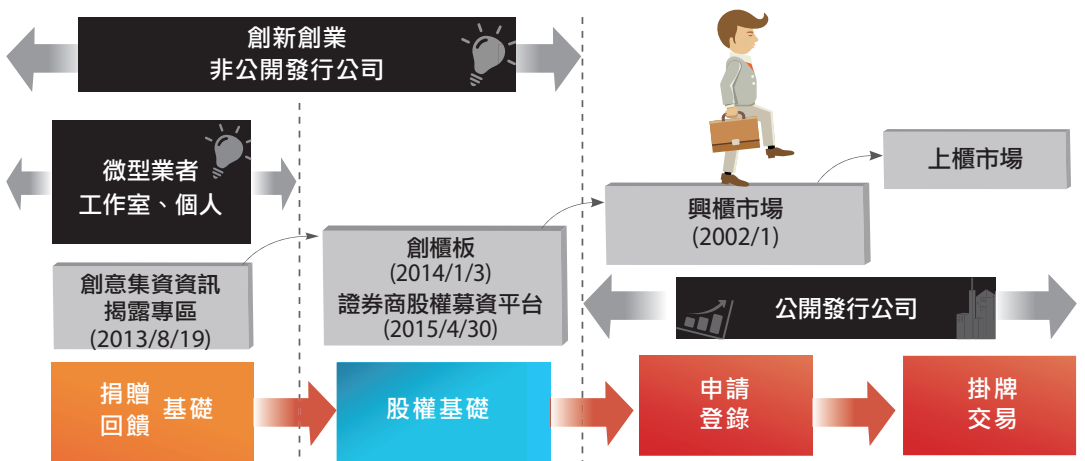 創新創業
非公開發行公司
微型業者
工作室、個人
創意集資資訊
揭露專區
(2013/8/19)
創櫃板
(2014/1/3)
證券商股權募資平台
(2015/4/30)
興櫃市場
(2002/1)
上櫃市場
公開發行公司
捐贈
回饋
基礎
股權基礎
申請
登錄
掛牌
交易